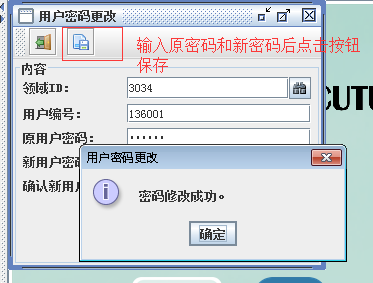 用户密码更改
输入原密码和新密码后点击按钮
保存
内容
领域ID: 3034
用户编号: 136001
原用户密码: ······
新用户密码
用户密码更改
确认新用户
密码修改成功。
确定
CUTU